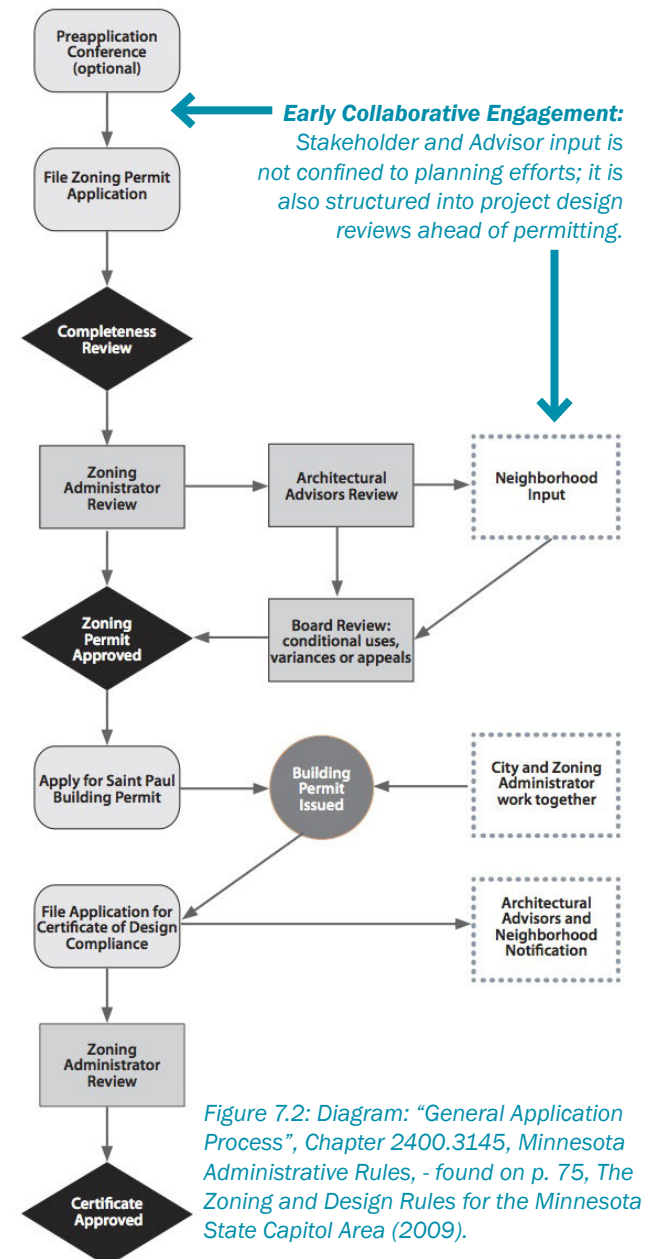 Preapplication
Conference
(optional)
Early Collaborative Engagement:
Stakeholder and Advisor input is
not confined to planning efforts; it is
also structured into project design
reviews ahead of permitting.
File Zoning Permit
Application
Completeness
Review
Zoning
Administrator
Review
Architectural
Advisors Review
Neighborhood
Input
Zoning
Permit
Approved
Board Review:
conditional uses,
variances or appeals
Apply for Saint Paul
Building Permit
Building
Permit
Issued
City and Zoning
Administrator
work together
File Application for
Certificate of Design
Compliance
Architectural
Advisors and
Neighborhood
Notification
Zoning
Administrator
Review
Certificate
Approved
Figure 7.2: Diagram: “General Application
Process”, Chapter 2400.3145, Minnesota
Administrative Rules, - found on p. 75, The
Zoning and Design Rules for the Minnesota
State Capitol Area (2009).